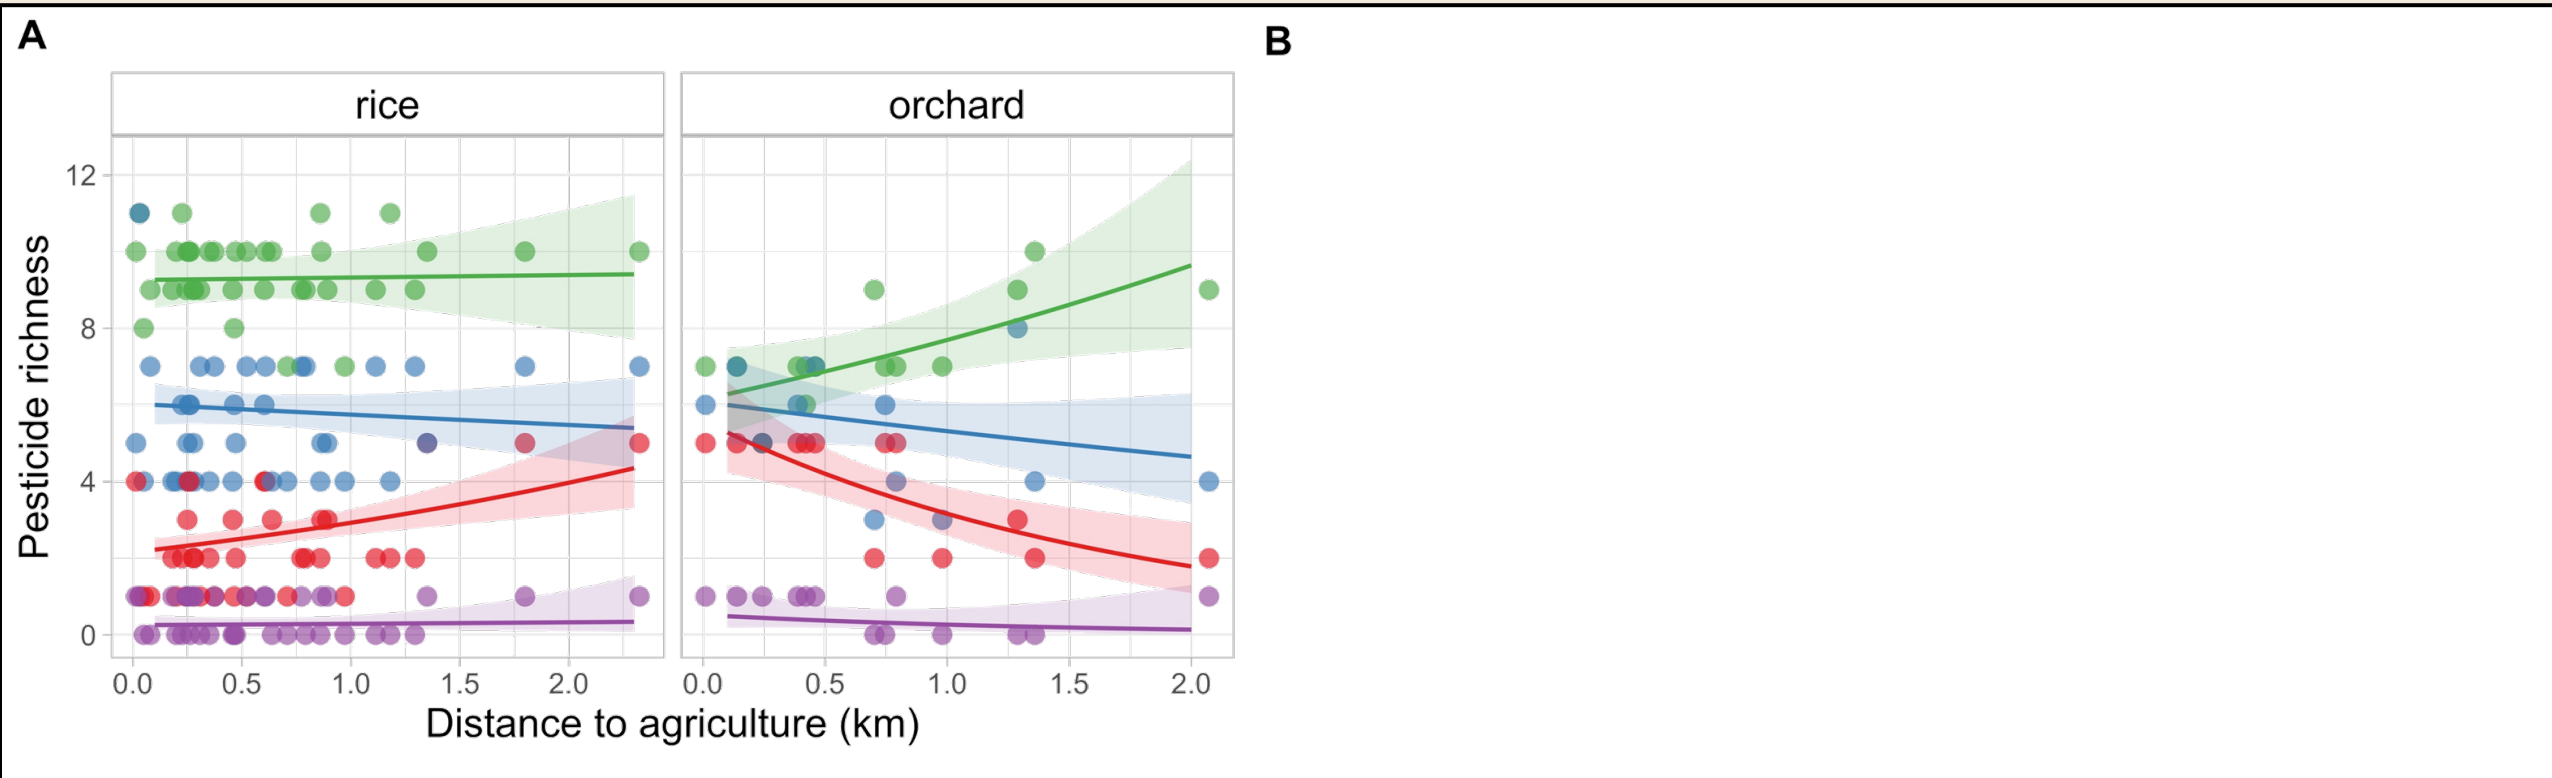 A
B
rice
orchard
Pesticide richness
12
8
4
0
0.0 0.5 1.0 1.5 2.0
0.0 0.5 1.0 1.5 2.0
Distance to agriculture (km)